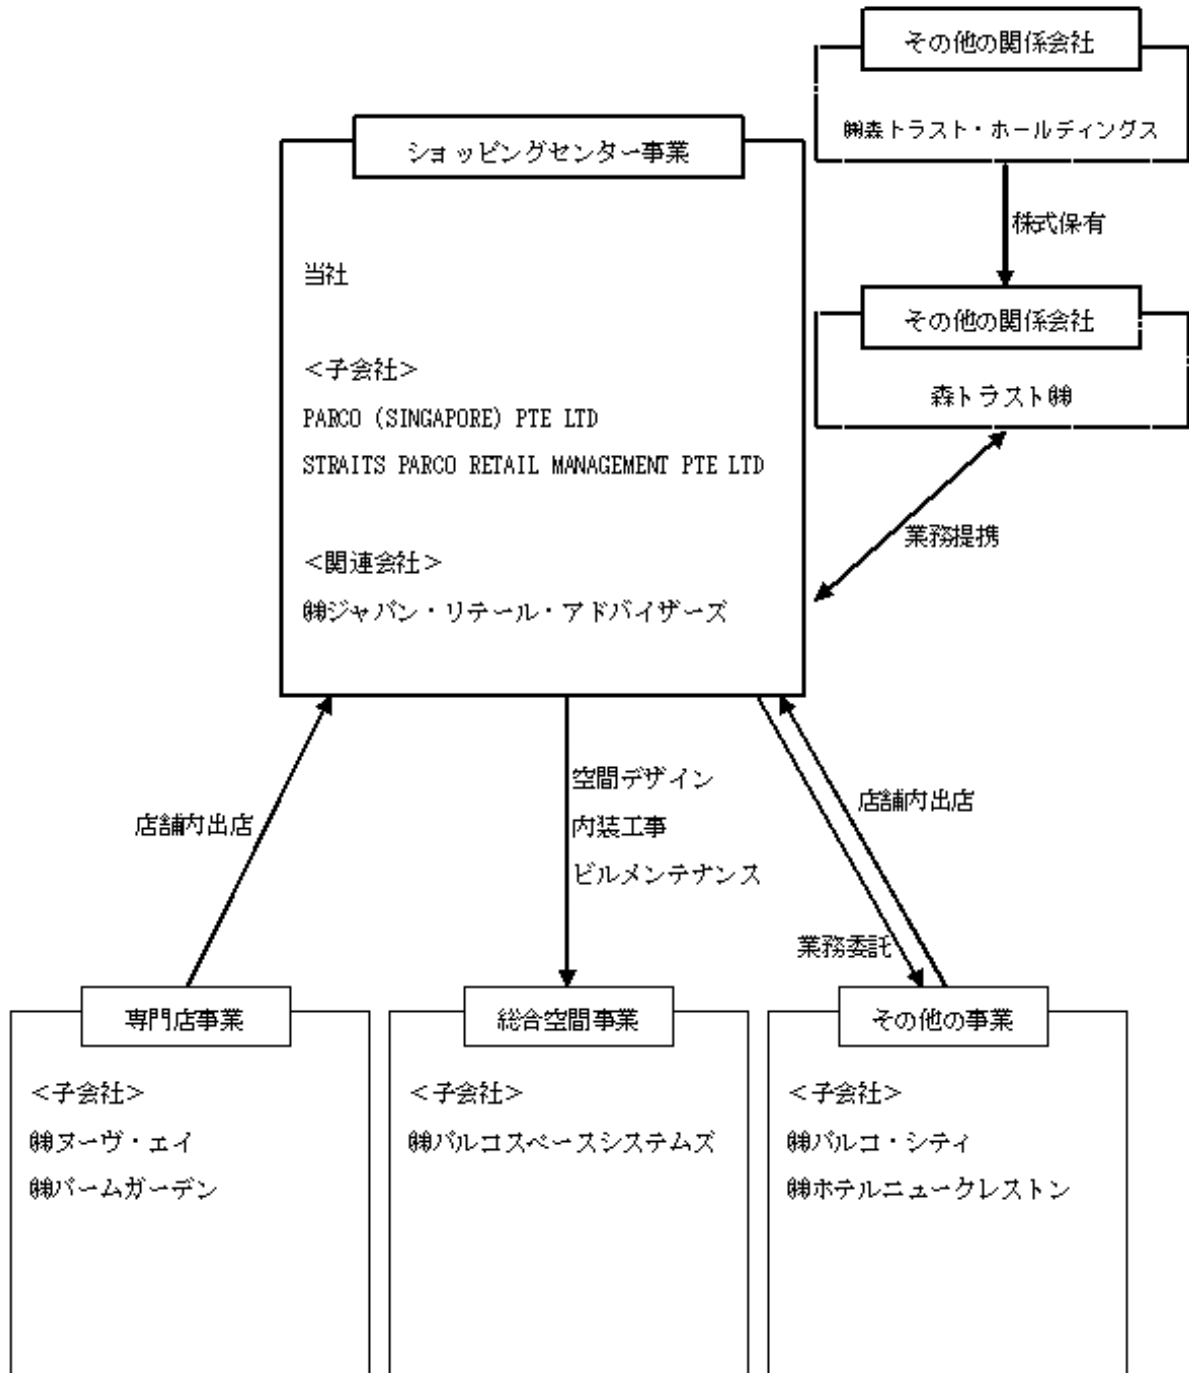 その他の関係会社
㈱森トラスト・ホールディングス
株式保有
その他の関係会社
森トラスト㈱
業務提携
ショッピングセンター事業
当社
＜子会社＞
PARCO (SINGAPORE) PTE LTD
STRAITS PARCO RETAIL MANAGEMENT PTE LTD
＜関連会社＞
㈱ジャパン・リテール・アドバイザーズ
店舗内出店
空間デザイン
内装工事
ビルメンテナンス
店舗内出店
業務委託
専門店事業
＜子会社＞
㈱ヌーヴ・エイ
㈱パームガーデン
総合空間事業
＜子会社＞
㈱パルコスペースシステムズ
その他の事業
＜子会社＞
㈱パルコ・シティ
㈱ホテルニュークレストン